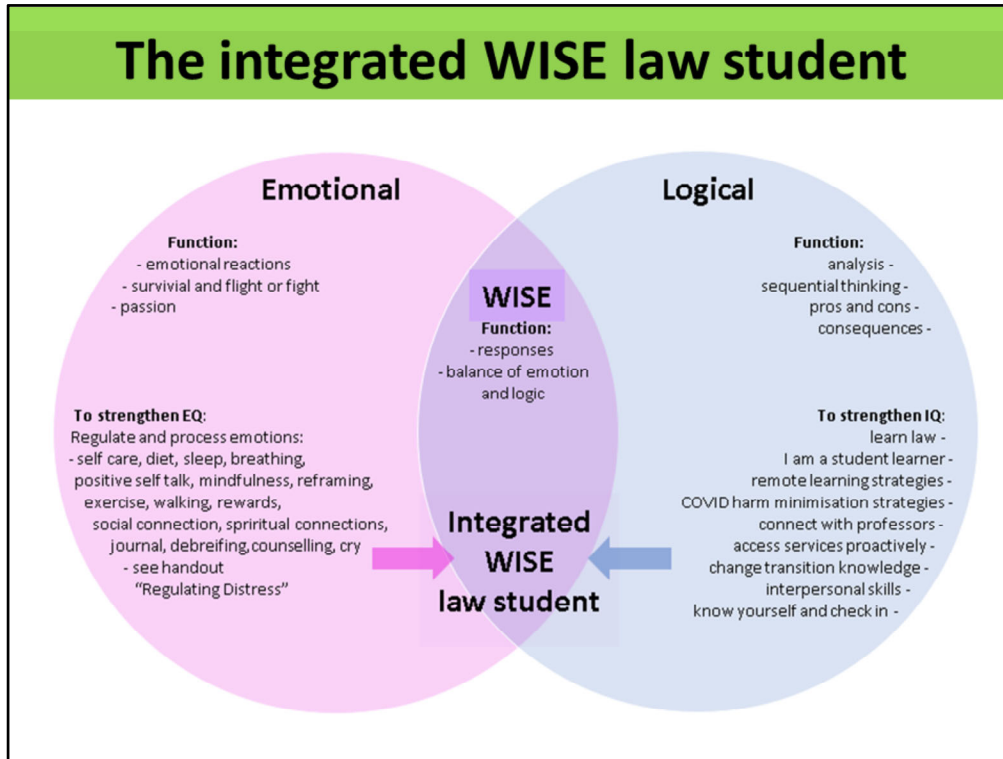 The integrated WISE law student
Emotional
Function:
- emotional reactions
- survivial and flight or fight
- passion
To strengthen EQ:
Regulate and process emotions:
- self care, diet, sleep, breathing,
positive self talk, mindfulness, reframing,
exercise, walking, rewards,
social connection, spriritual connections,
journal, debreifing,counselling, cry
- see handout
“Regulating Distress”
WISE
Function:
- responses
- balance of emotion
and logic
Integrated
WISE
law student
Logical
Function:
analysis -
sequential thinking -
pros and cons -
consequences -
To strengthen IQ:
learn law -
I am a student learner -
remote learning strategies -
COVID harm minimisation strategies -
connect with professors -
access services proactively -
change transition knowledge -
interpersonal skills -
know yourself and check in -